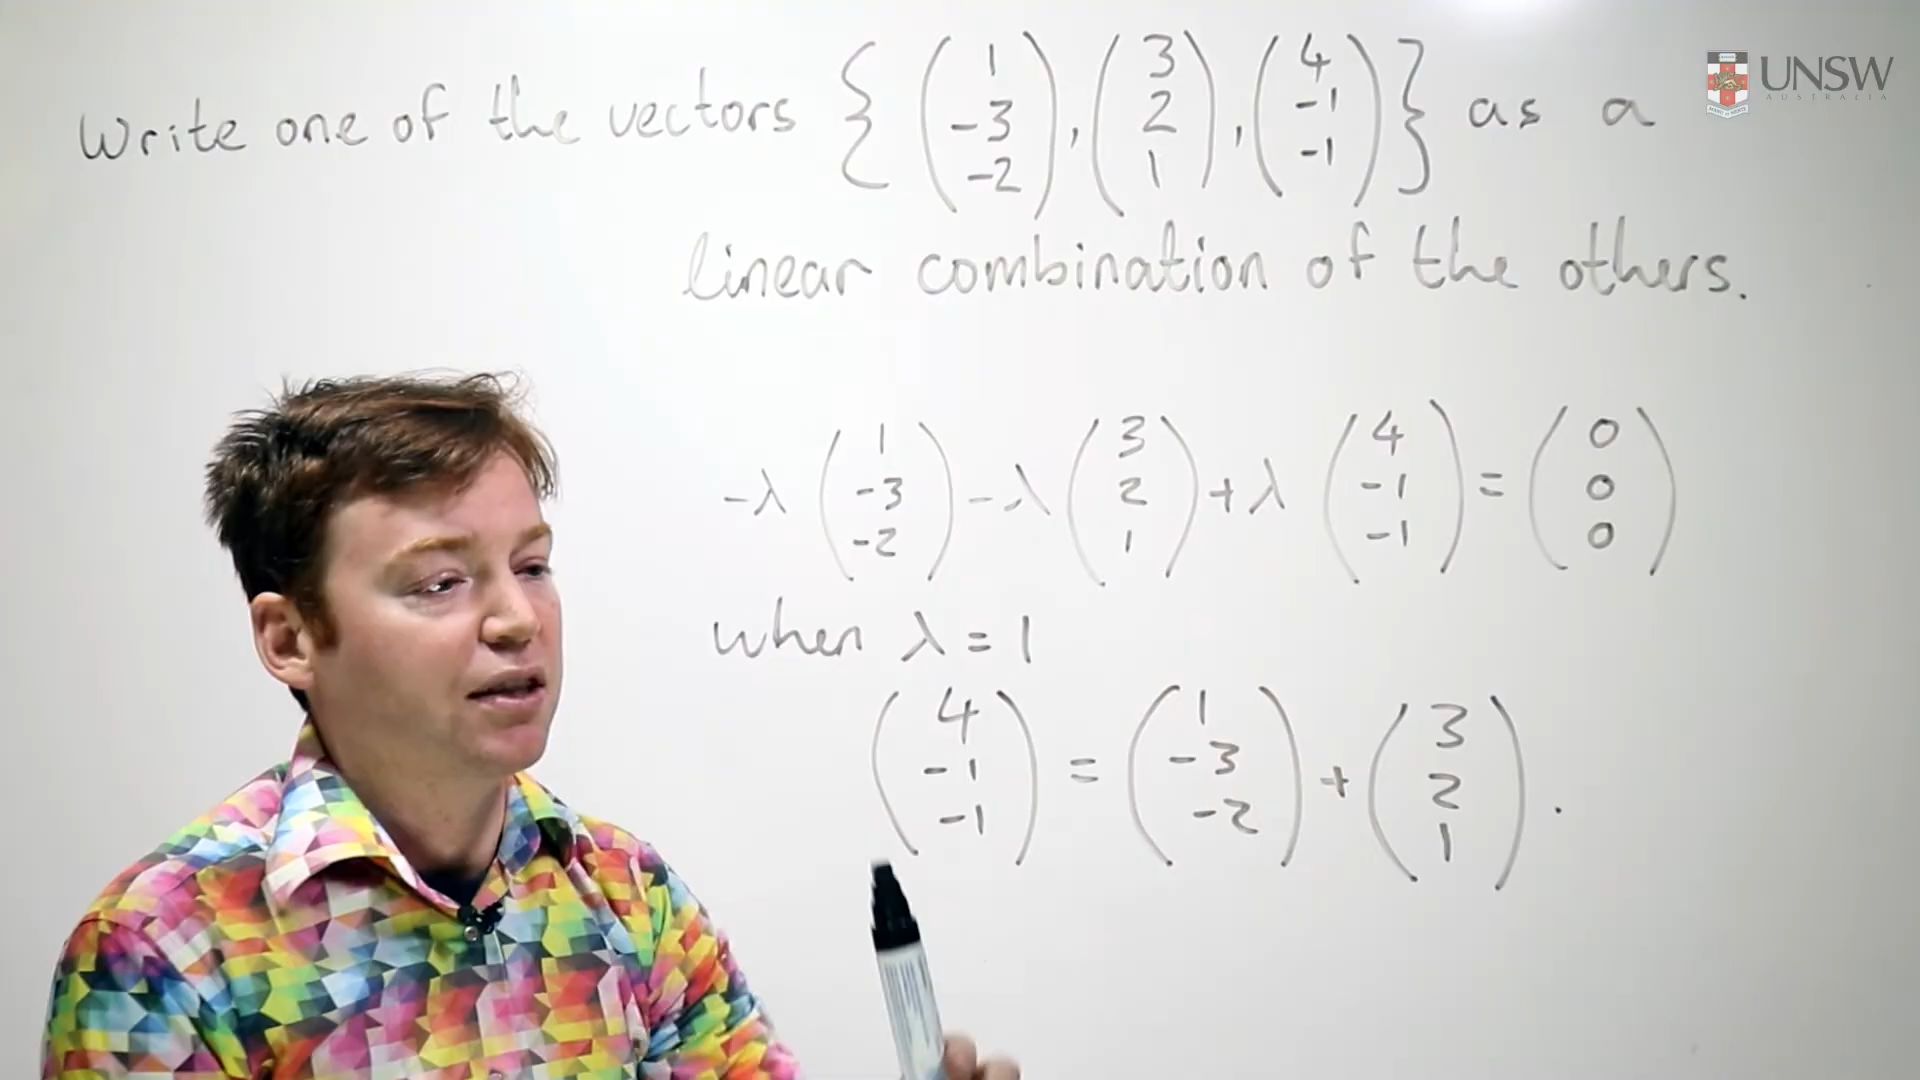 Write one of the vectors { (1 -3 -2), (3 2 1), (4 -1 -1) } as a
linear combination of the others.
-λ (1 -3 -2) - λ (3 2 1) + λ (4 -1 -1) = (0 0 0)
when λ = 1
(4 -1 -1) = (1 -3 -2) + (3 2 1).
UNSW
AUSTRALIA